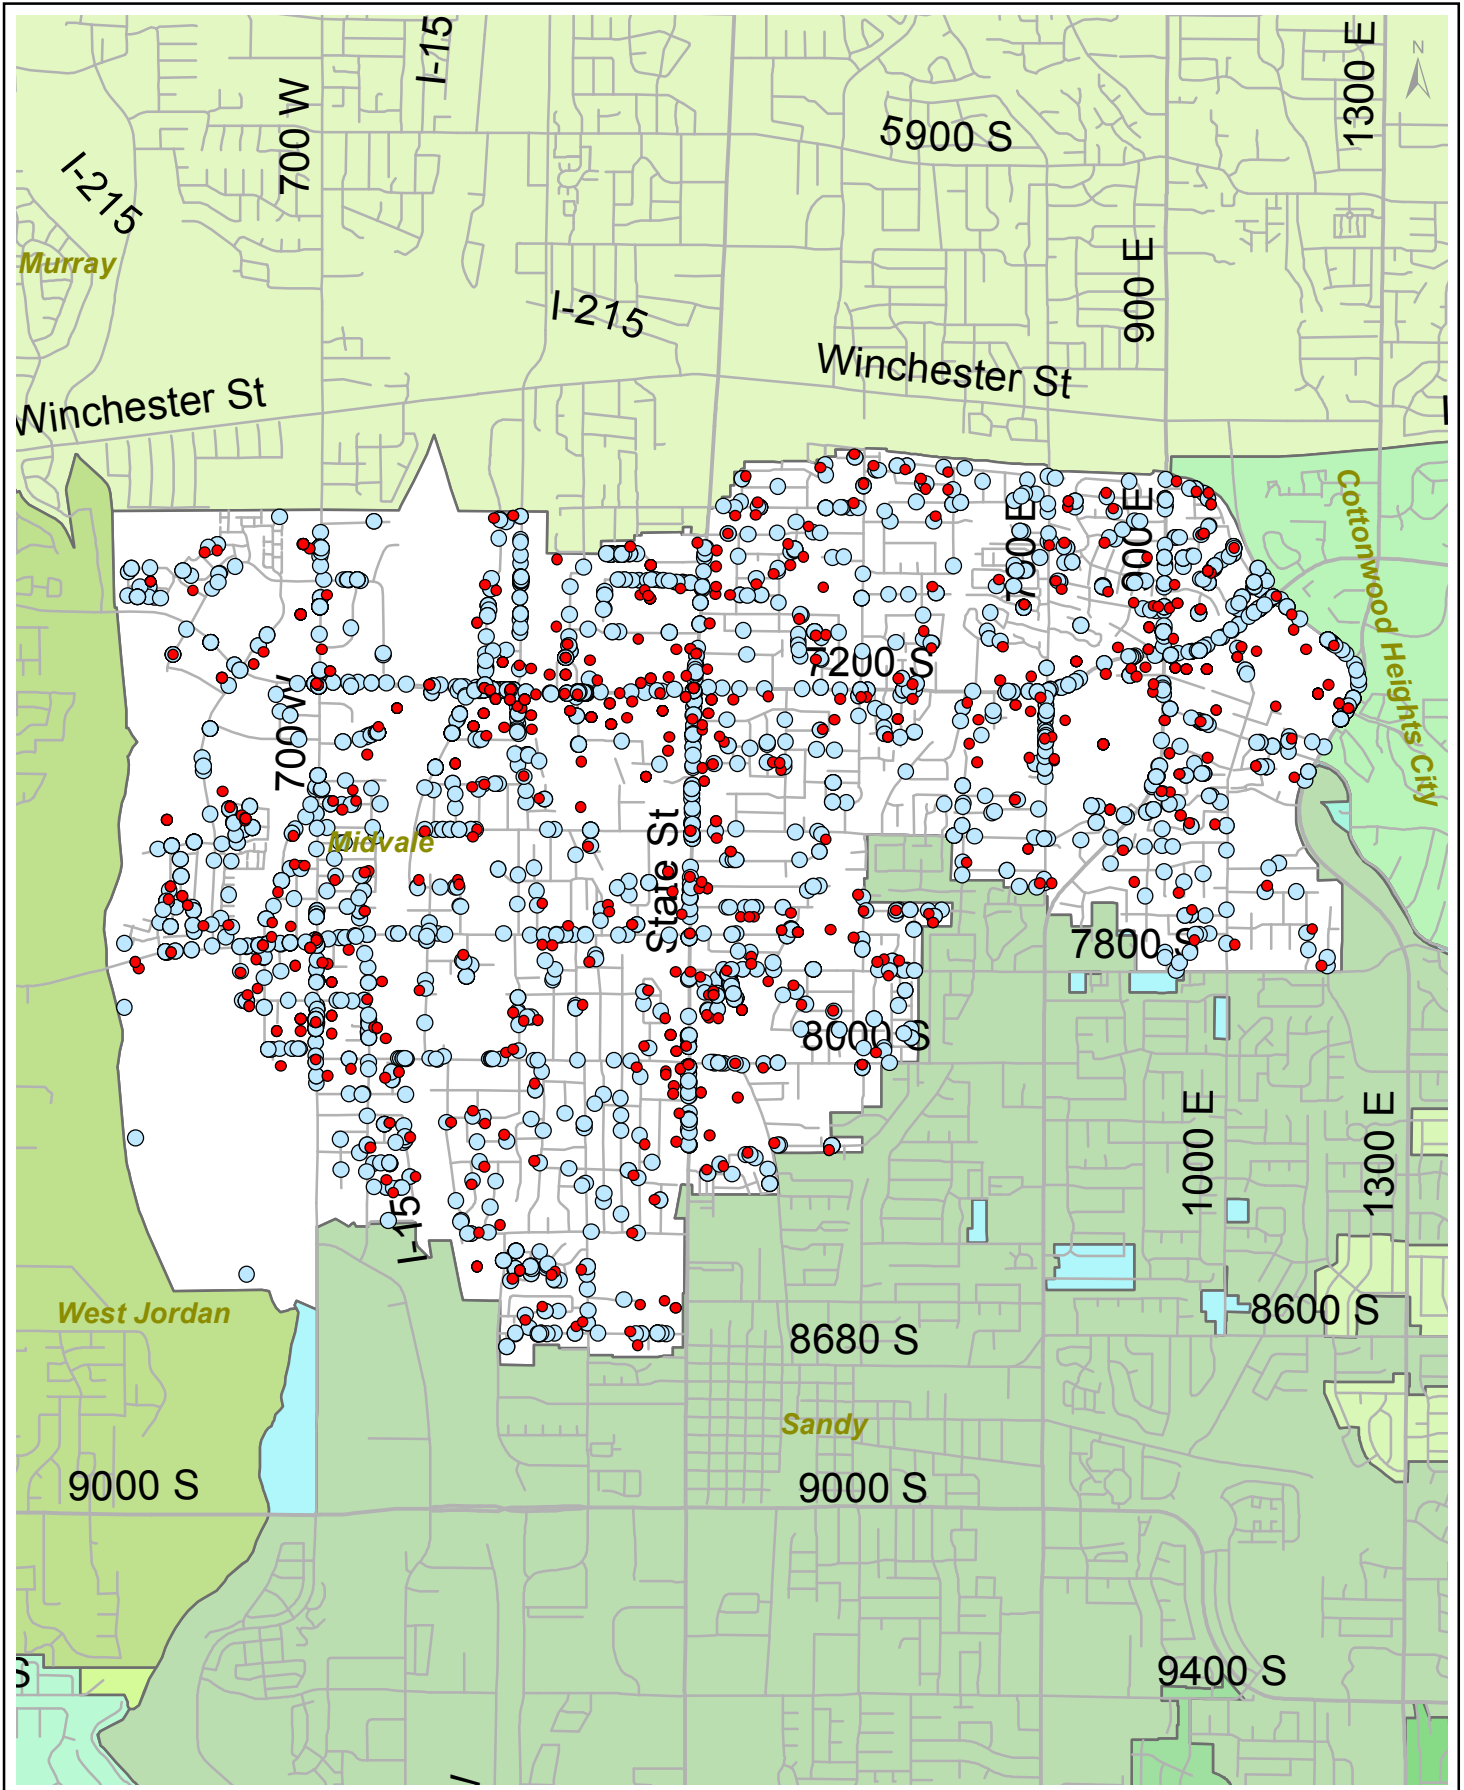 I-15
1300 E
N
700 W
5900 S
I-215
Murray
900 E
I-215
Winchester St
Winchester St
Cottonwood Heights City
700 E
900 E
7200 S
700 W
Midvale
State St
7800 S
8000 S
1000 E
1300 E
I-15
West Jordan
8600 S
8680 S
Sandy
9000 S
9000 S
S
9400 S